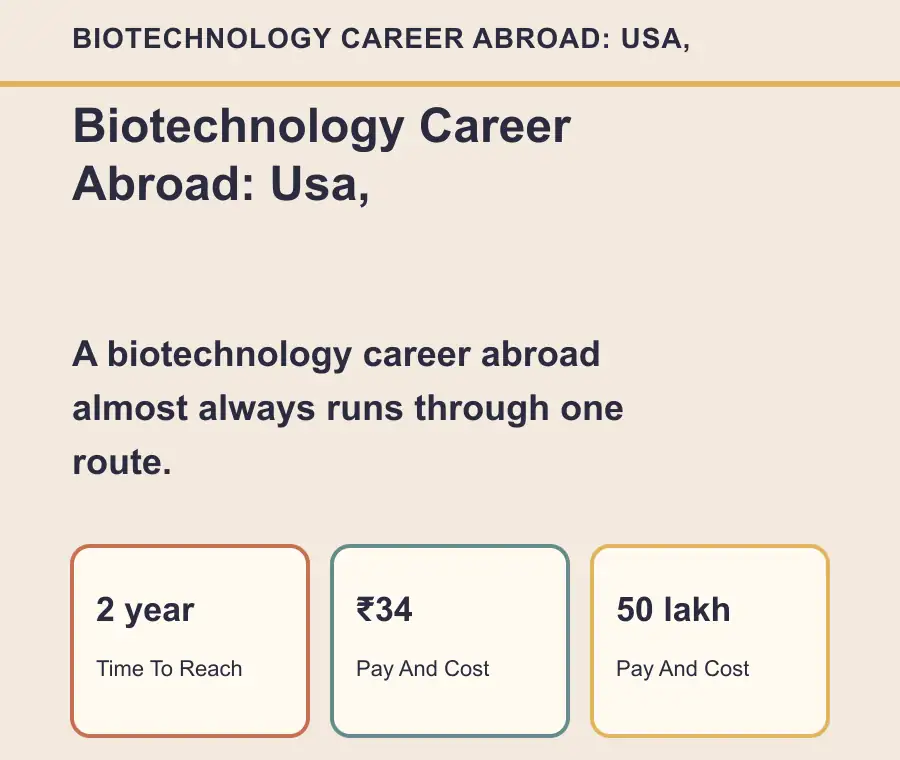 BIOTECHNOLOGY CAREER ABROAD: USA,
Biotechnology Career
Abroad: Usa,
A biotechnology career abroad
almost always runs through one
route.
2 year
Time To Reach
₹34
Pay And Cost
50 lakh
Pay And Cost